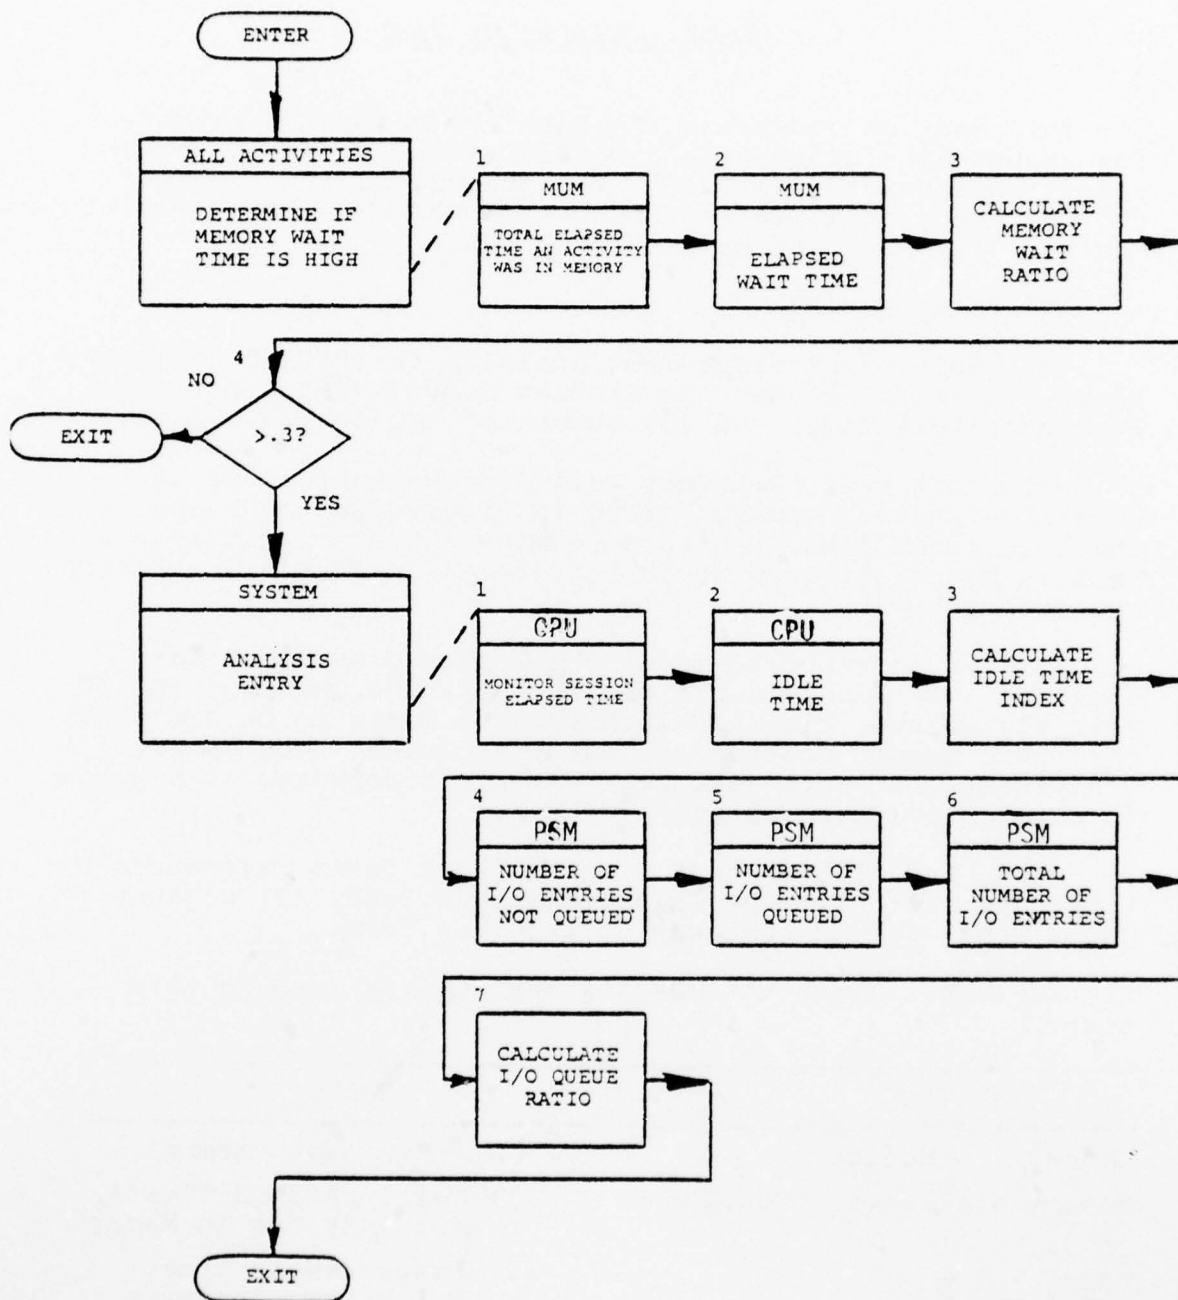 ENTER
ALL ACTIVITIES
DETERMINE IF
MEMORY WAIT
TIME IS HIGH
1
MUM
TOTAL ELAPSED
TIME AN ACTIVITY
WAS IN MEMORY
2
MUM
ELAPSED
WAIT TIME
3
CALCULATE
MEMORY
WAIT
RATIO
4
NO
>.3?
EXIT
YES
SYSTEM
ANALYSIS
ENTRY
1
CPU
MONITOR SESSION
ELAPSED TIME
2
CPU
IDLE
TIME
3
CALCULATE
IDLE TIME
INDEX
4
PSM
NUMBER OF
I/O ENTRIES
NOT QUEUED
5
PSM
NUMBER OF
I/O ENTRIES
QUEUED
6
PSM
TOTAL
NUMBER OF
I/O ENTRIES
7
CALCULATE
I/O QUEUE
RATIO
EXIT